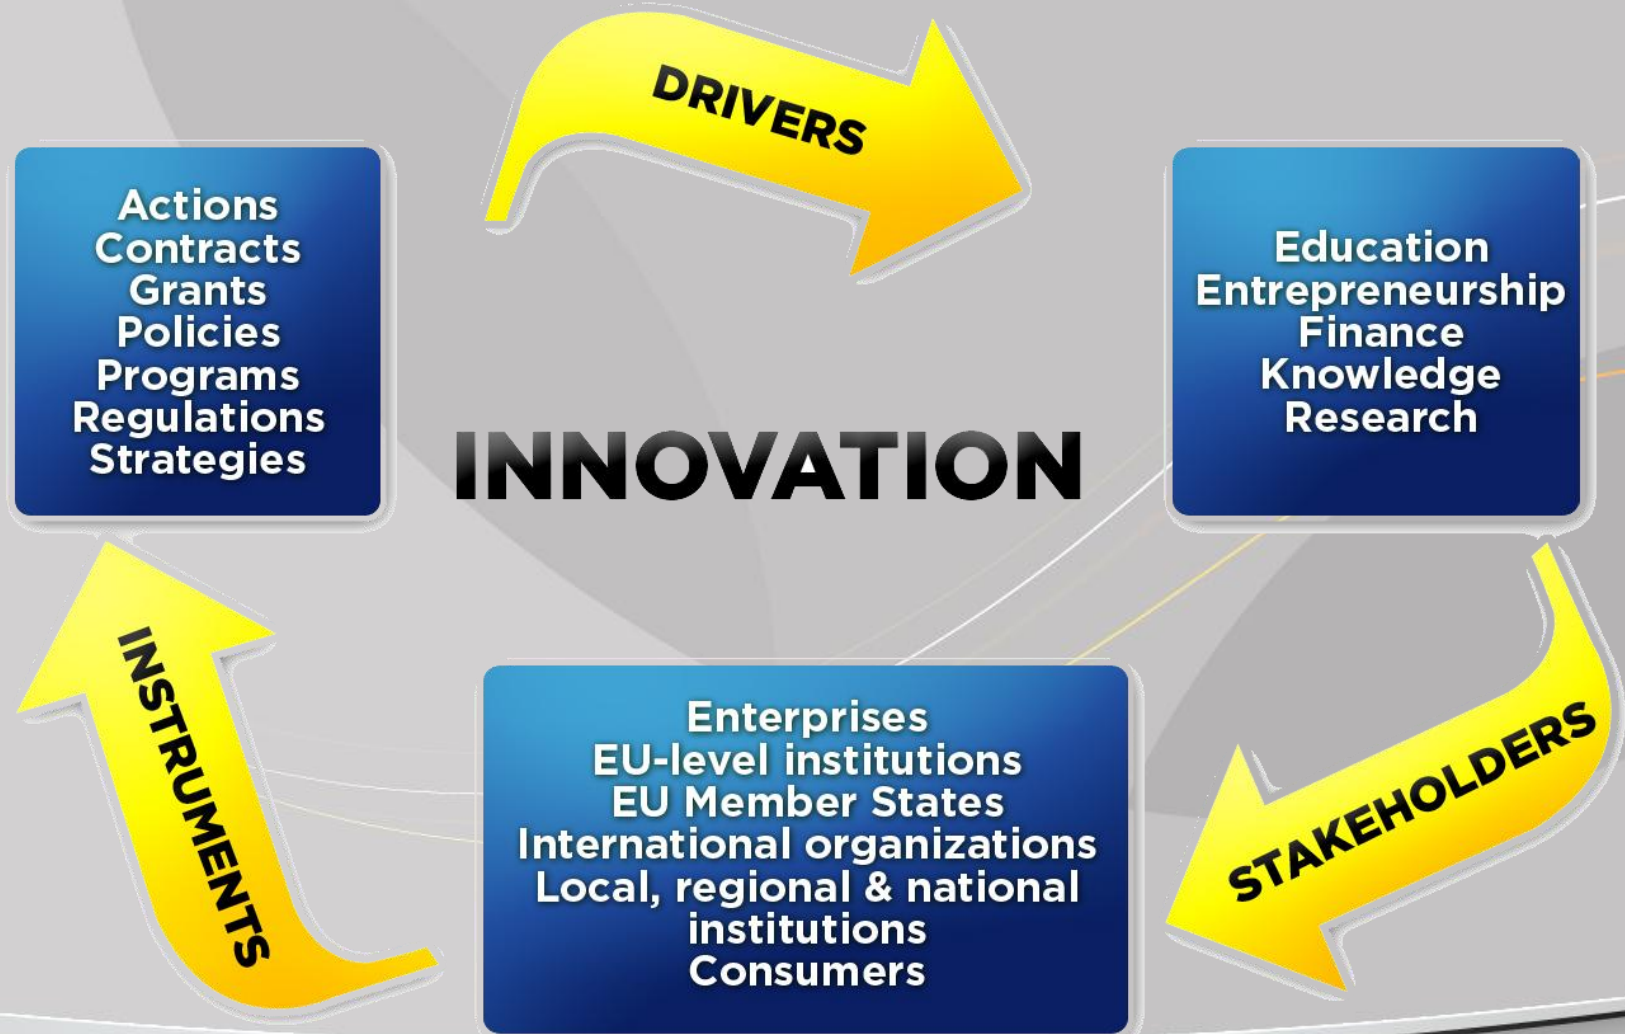 DRIVERS
Actions
Contracts
Grants
Policies
Programs
Regulations
Strategies
Education
Entrepreneurship
Finance
Knowledge
Research
INNOVATION
INSTRUMENTS
Enterprises
EU-level institutions
EU Member States
International organizations
Local, regional & national
institutions
Consumers
STAKEHOLDERS